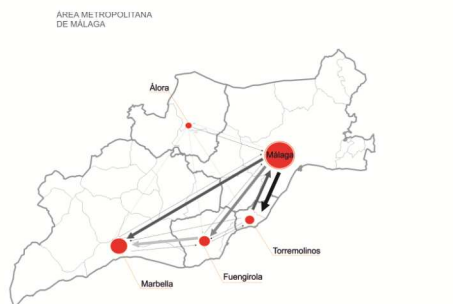 ÁREA METROPOLITANA
DE MÁLAGA
Álora
Málaga
Torremolinos
Fuengirola
Marbella